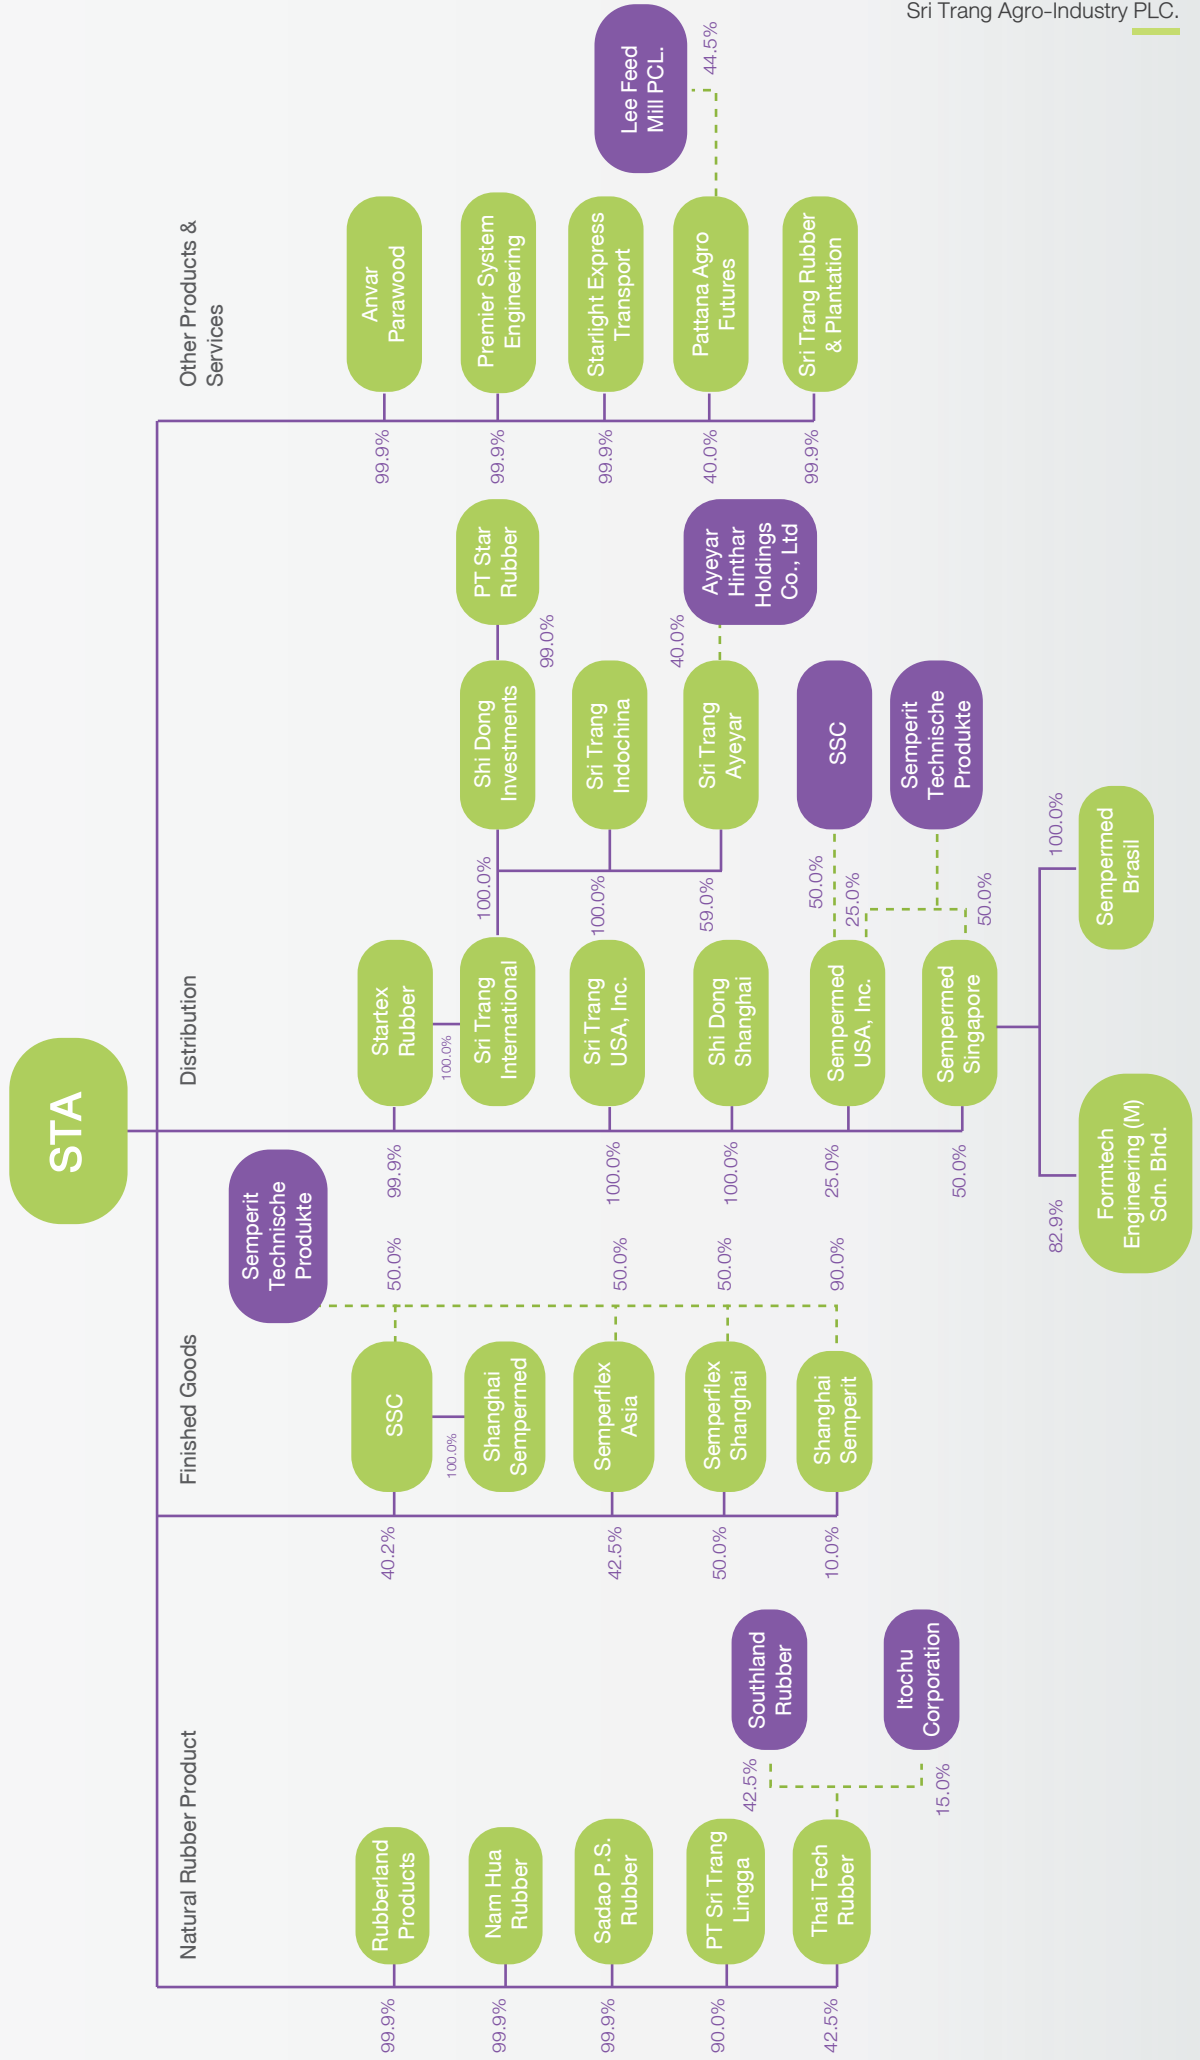 Sri Trang Agro-Industry PLC.
STA
Natural Rubber Product
99.9%
Rubberland
Products
99.9%
Nam Hua
Rubber
99.9%
Sadao P.S.
Rubber
90.0%
PT Sri Trang
Lingga
42.5%
Thai Tech
Rubber
42.5%
Southland
Rubber
15.0%
Itochu
Corporation
Finished Goods
Semperit
Technische
Produkte
40.2%
SSC
50.0%
100.0%
Shanghai
Sempermed
42.5%
Semperflex
Asia
50.0%
50.0%
Semperflex
Shanghai
50.0%
10.0%
Shanghai
Semperit
90.0%
Distribution
99.9%
Startex
Rubber
100.0%
Sri Trang
International
100.0%
Shi Dong
Investments
99.0%
PT Star
Rubber
100.0%
Sri Trang
Indochina
59.0%
Sri Trang
Ayeyar
40.0%
Ayeyar
Hinthar
Holdings
Co., Ltd
100.0%
Sri Trang
USA, Inc.
100.0%
Shi Dong
Shanghai
25.0%
Sempermed
USA, Inc.
50.0%
SSC
25.0%
Semperit
Technische
Produkte
50.0%
50.0%
Sempermed
Singapore
82.9%
Formtech
Engineering (M)
Sdn. Bhd.
100.0%
Sempermed
Brasil
Other Products &
Services
99.9%
Anvar
Parawood
99.9%
Premier System
Engineering
99.9%
Starlight Express
Transport
40.0%
Pattana Agro
Futures
44.5%
Lee Feed
Mill PCL.
99.9%
Sri Trang Rubber
& Plantation